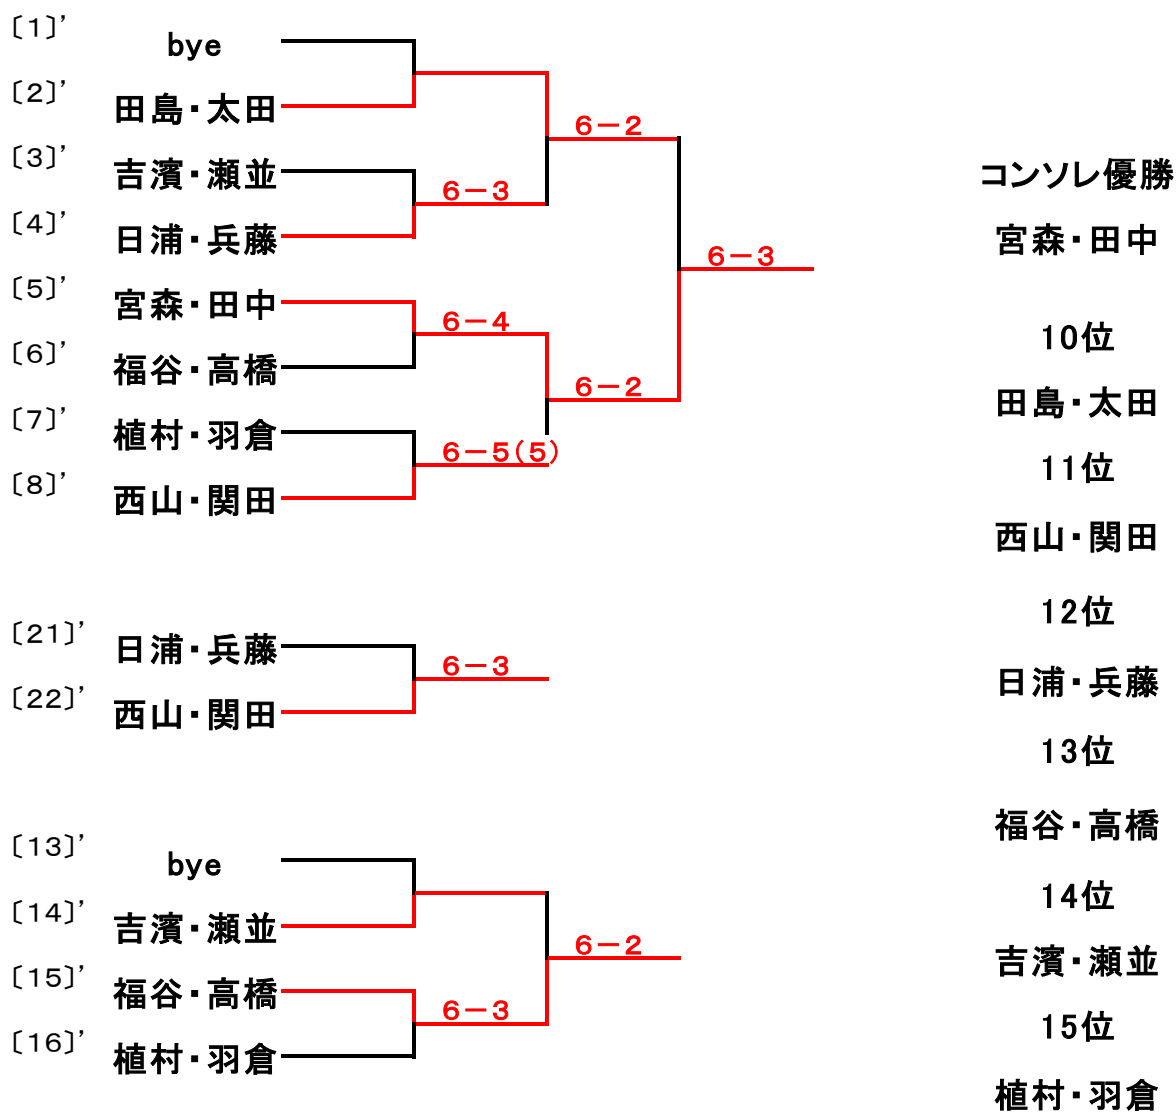 〔1〕’ bye
〔2〕’ 田島・太田
6－2
〔3〕’ 吉濱・瀬並
6－3
〔4〕’ 日浦・兵藤
6－3
〔5〕’ 宮森・田中
6－4
〔6〕’ 福谷・高橋
6－2
〔7〕’ 植村・羽倉
6－5(5)
〔8〕’ 西山・関田
〔21〕’ 日浦・兵藤
6－3
〔22〕’ 西山・関田
〔13〕’ bye
〔14〕’ 吉濱・瀬並
6－2
〔15〕’ 福谷・高橋
6－3
〔16〕’ 植村・羽倉
コンソレ優勝
宮森・田中
10位
田島・太田
11位
西山・関田
12位
日浦・兵藤
13位
福谷・高橋
14位
吉濱・瀬並
15位
植村・羽倉